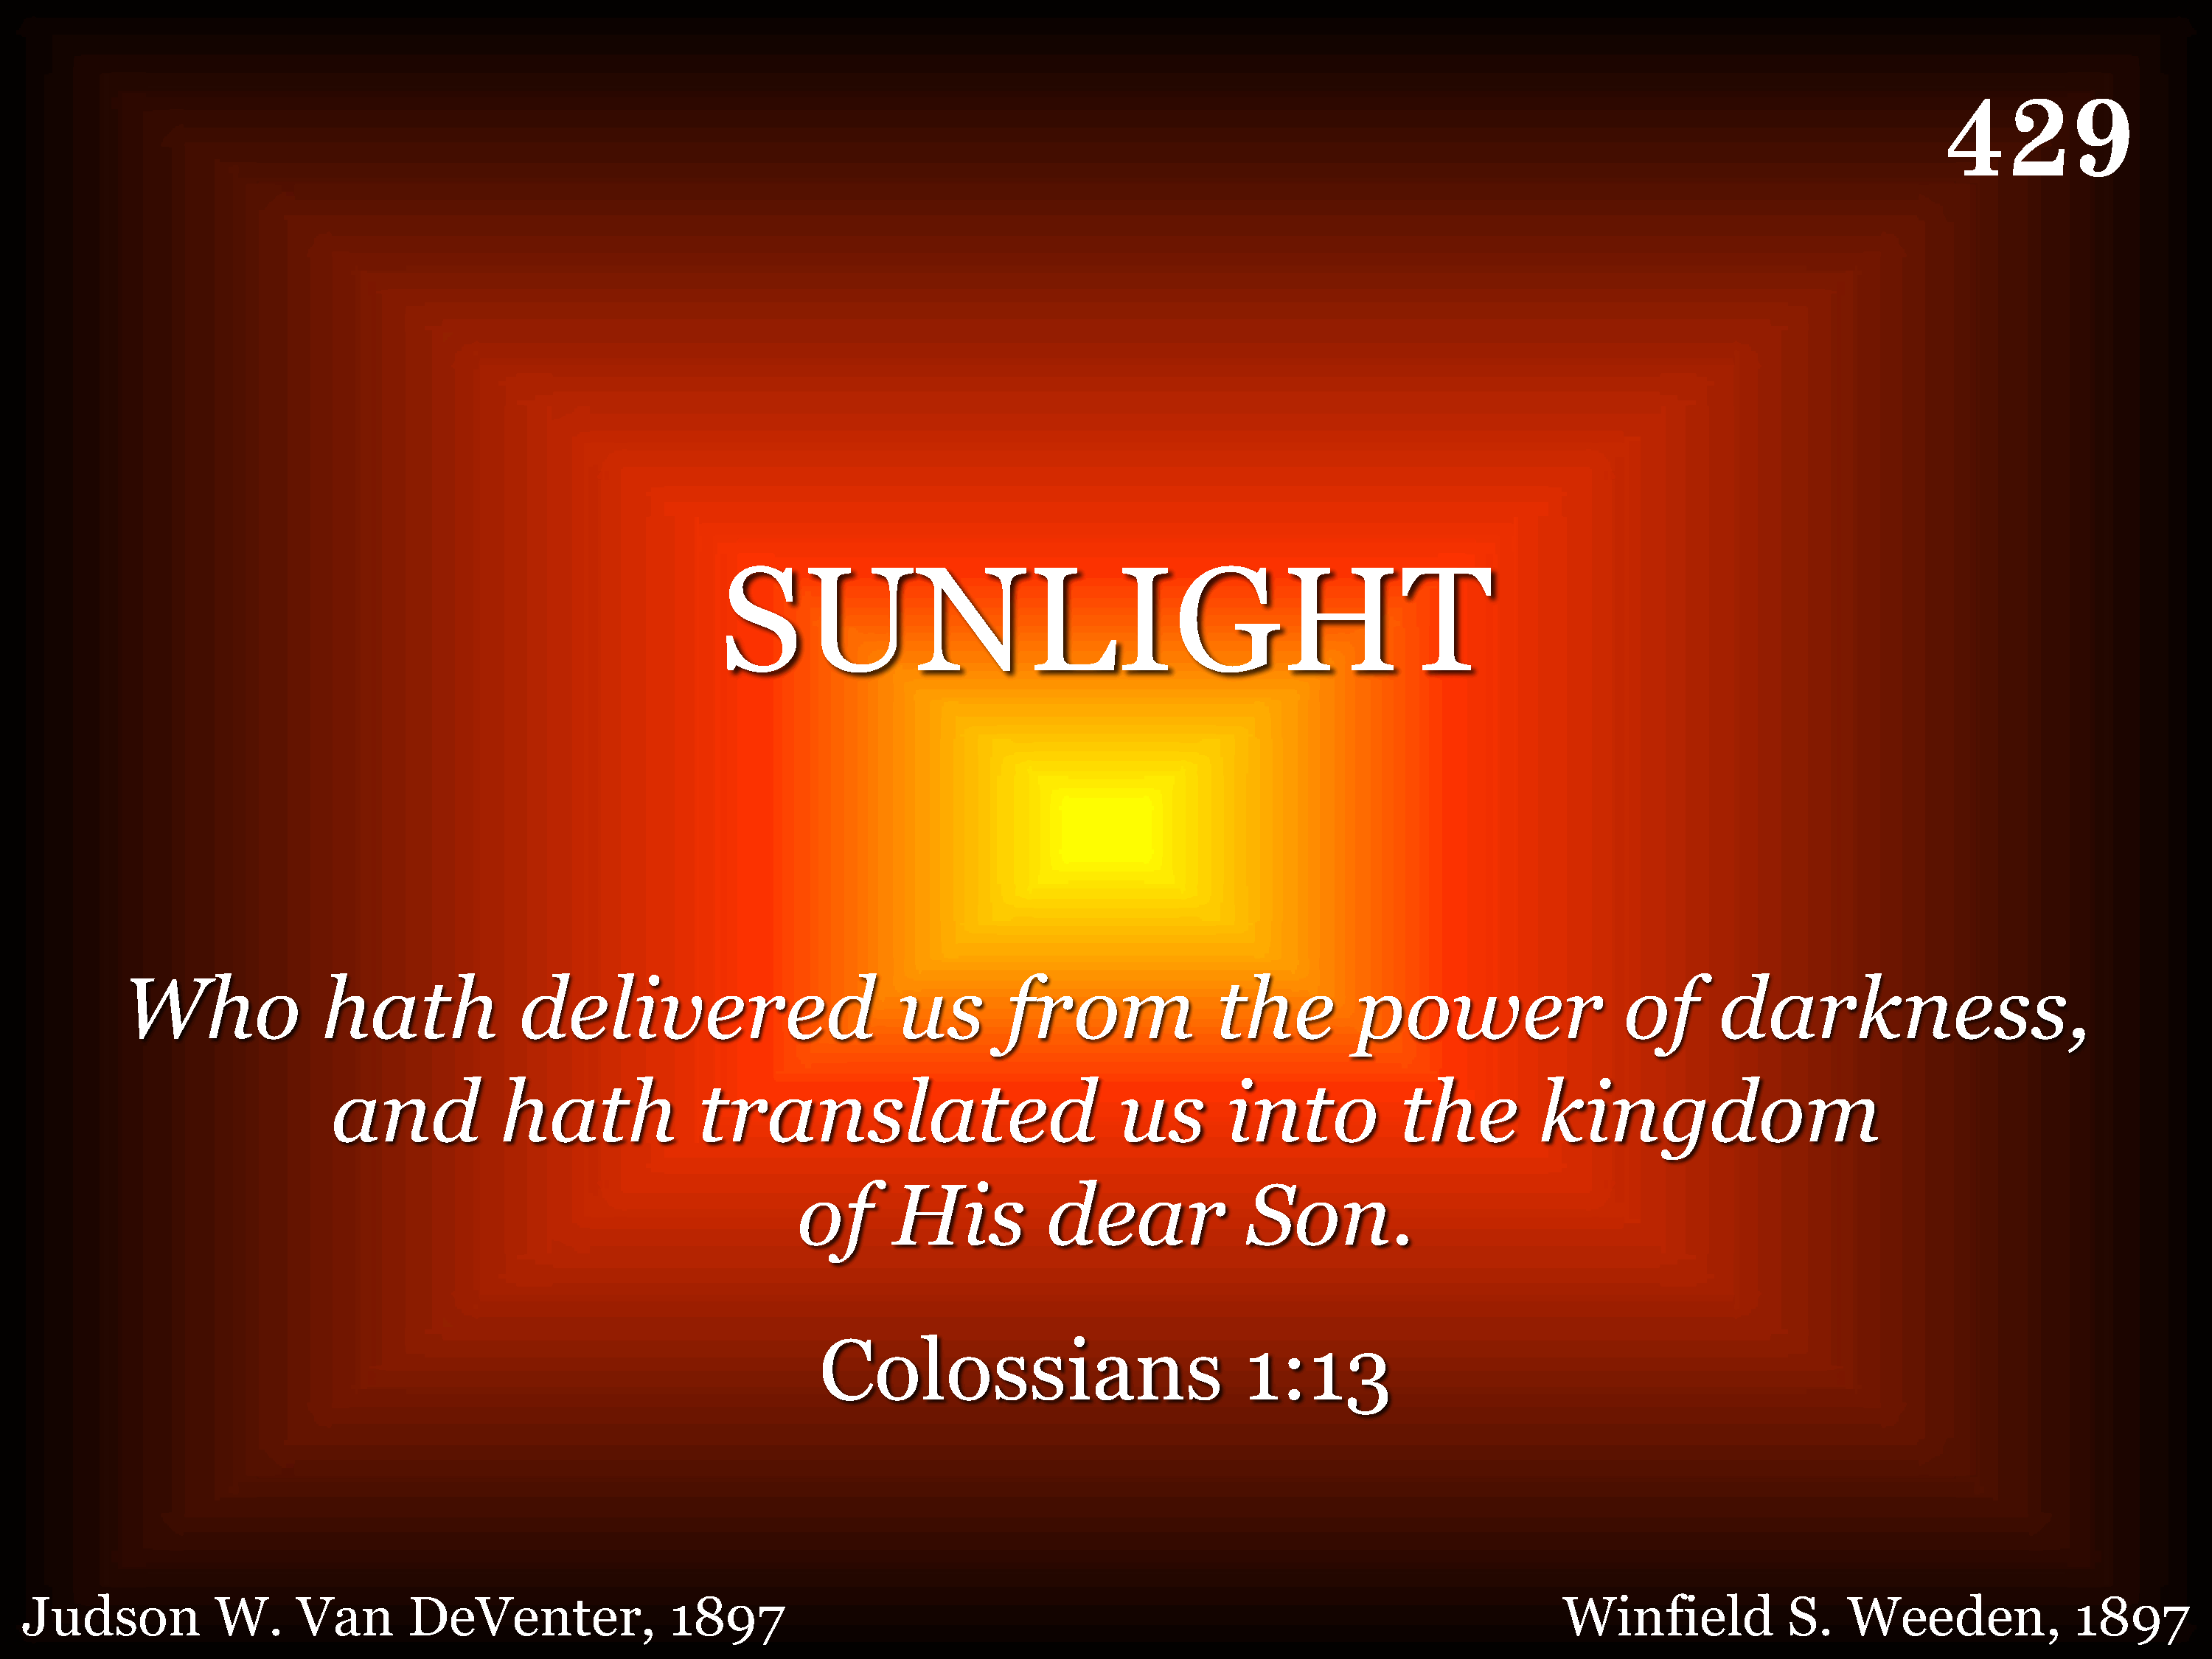 429
SUNLIGHT
Who hath delivered us from the power of darkness,
and hath translated us into the kingdom
of His dear Son.
Colossians 1:13
Judson W. Van DeVenter, 1897
Winfield S. Weeden, 1897